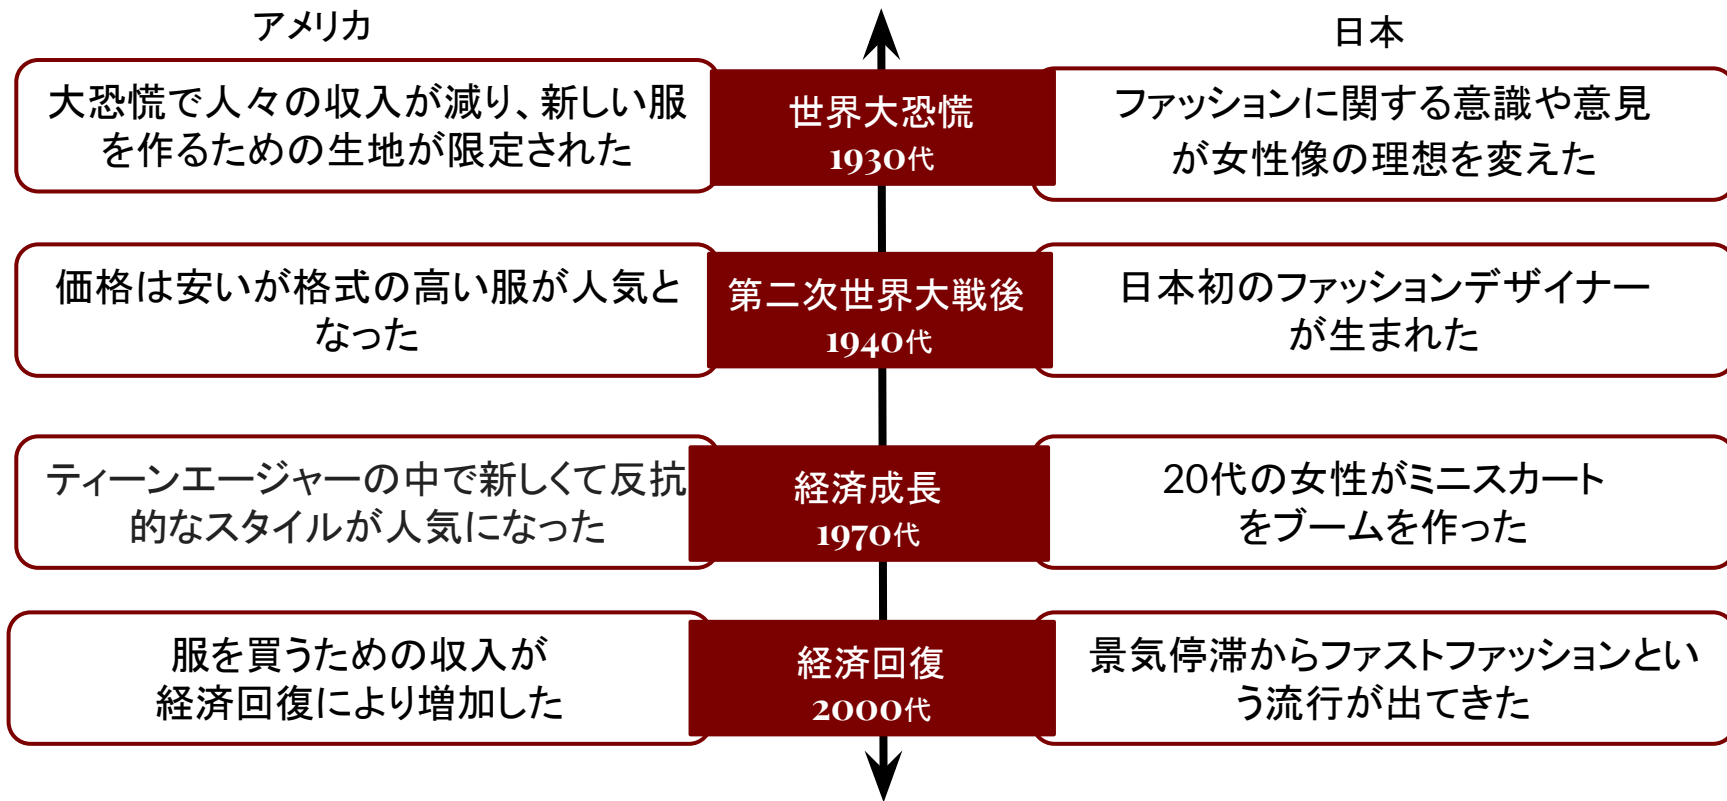 アメリカ
日本
大恐慌で人々の収入が減り、新しい服
を作るための生地が限定された
世界大恐慌
1930代
ファッションに関する意識や意見
が女性像の理想を変えた
価格は安いが格式の高い服が人気と
なった
第二次世界大戦後
1940代
日本初のファッションデザイナー
が生まれた
ティーンエージャーの中で新しくて反抗
的なスタイルが人気になった
経済成長
1970代
20代の女性がミニスカート
をブームを作った
服を買うための収入が
経済回復により増加した
経済回復
2000代
景気停滞からファストファッションとい
う流行が出てきた